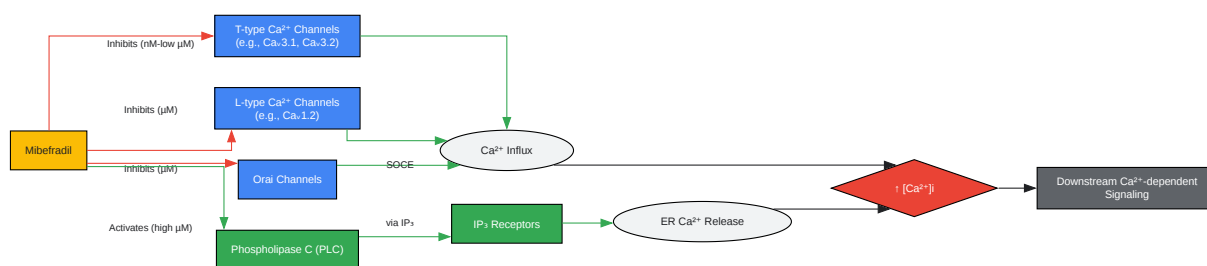 T-type Ca²⁺ Channels
(e.g., Caᵥ3.1, Caᵥ3.2)
Inhibits (nM-low µM)
L-type Ca²⁺ Channels
(e.g., Caᵥ1.2)
Inhibits (µM)
Mibefradil
Ca²⁺ Influx
Inhibits (µM)
Orai Channels
SOCE
↑ [Ca²⁺]i
Downstream Ca²⁺-dependent
Signaling
Activates (high µM)
Phospholipase C (PLC)
via IP₃
IP₃ Receptors
ER Ca²⁺ Release